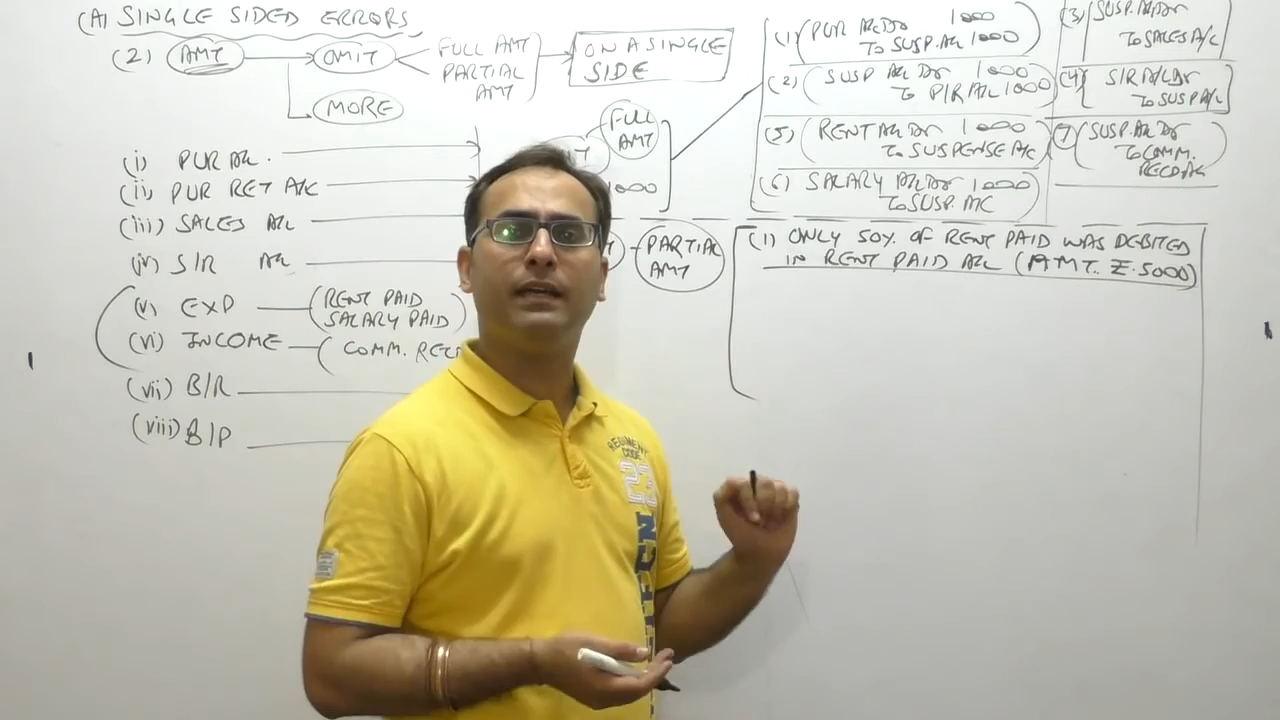 (A) SINGLE SIDED ERRORS
(2) AMT OMIT FULL AMT
PARTIAL AMT
ON A SINGLE SIDE
MORE
(i) PUR A/c.
(ii) PUR RET A/C
(iii) SALES A/c
(iv) S/R A/c
(v) EXP RENT PAID
SALARY PAID
(vi) INCOME (COMM.
(vii) B/R
(viii) B/P
FULL AMT
1000
PARTIAL AMT
(1) PUR A/c Dr 1000
TO SUSP. A/c 1000
(2) SUSP A/c Dr 1000
To P/R A/c 1000
(3) SUSP. A/c Dr
To SALES A/C
(4) S/R A/c Dr
To SUSP A/C
(5) RENT A/c Dr 1000
To SUSPENSE A/C
(6) SALARY A/c Dr 1000
To SUSP. A/C
(7) SUSP. A/c Dr
To COMM. RECD A/c
(1) ONLY 50%. OF RENT PAID WAS DEBITED
IN RENT PAID A/c (AMT. ₹.5000)
REGIMENT
CODE
23